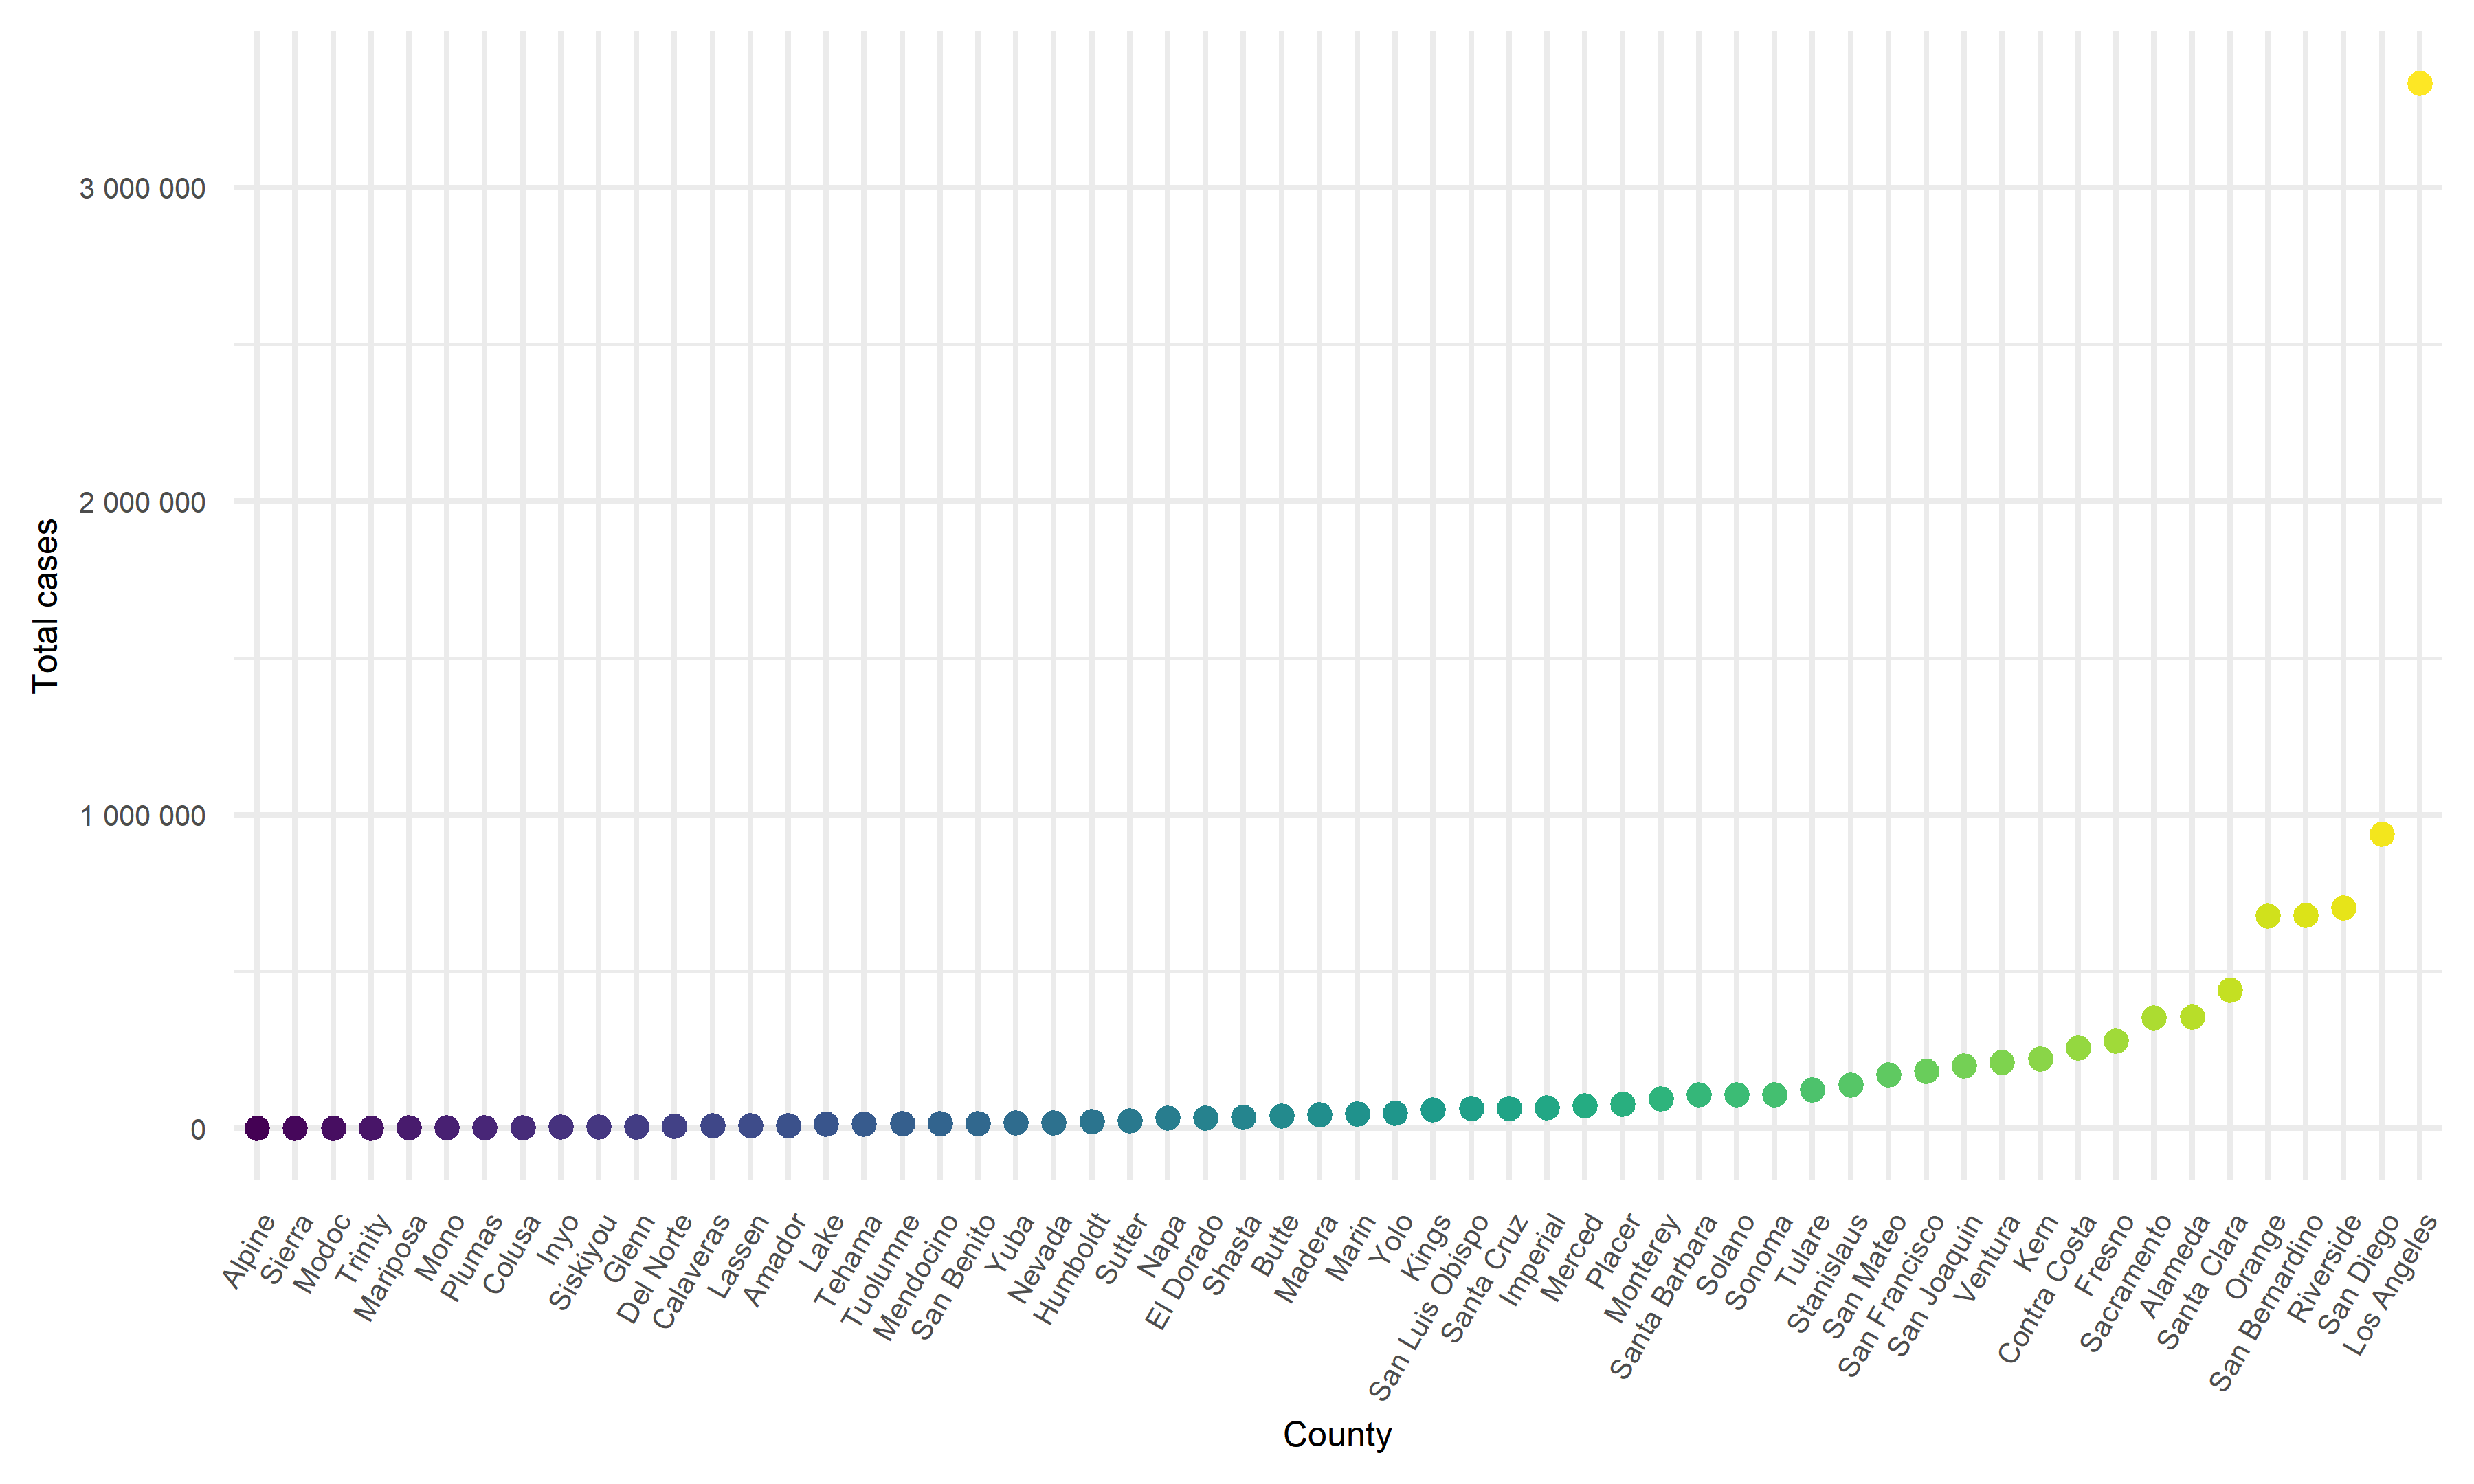 Total cases
3 000 000
2 000 000
1 000 000
0
Alpine
Sierra
Modoc
Trinity
Mariposa
Mono
Plumas
Colusa
Inyo
Siskiyou
Glenn
Del Norte
Calaveras
Lassen
Amador
Lake
Tehama
Tuolumne
Mendocino
San Benito
Yuba
Nevada
Humboldt
Sutter
Napa
El Dorado
Shasta
Butte
Madera
Marin
Yolo
Kings
San Luis Obispo
Santa Cruz
Imperial
Merced
Placer
Monterey
Santa Barbara
Solano
Sonoma
Tulare
Stanislaus
San Mateo
San Francisco
San Joaquin
Ventura
Kern
Contra Costa
Fresno
Sacramento
Alameda
Santa Clara
Orange
San Bernardino
Riverside
San Diego
Los Angeles
County